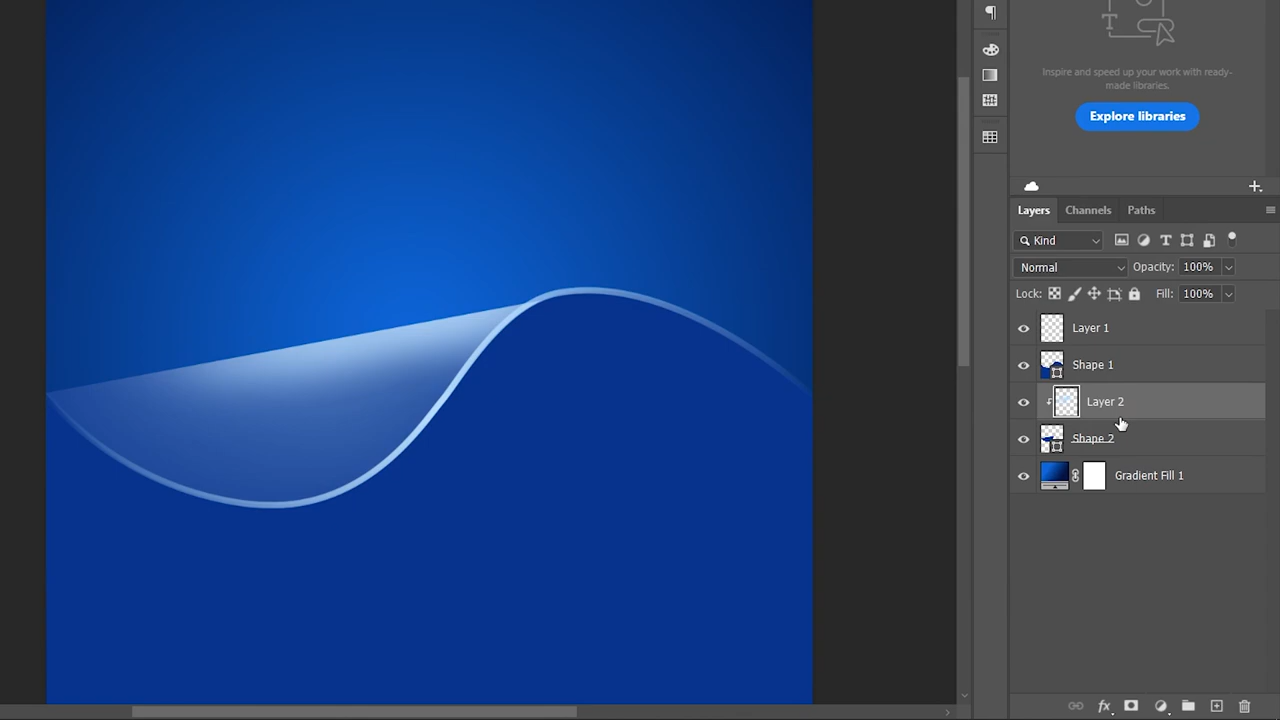 Inspire and speed up your work with ready-
made libraries.
Explore libraries
Layers Channels Paths
Kind
Normal Opacity: 100%
Lock: Fill: 100%
Layer 1
Shape 1
Layer 2
Shape 2
Gradient Fill 1
fx